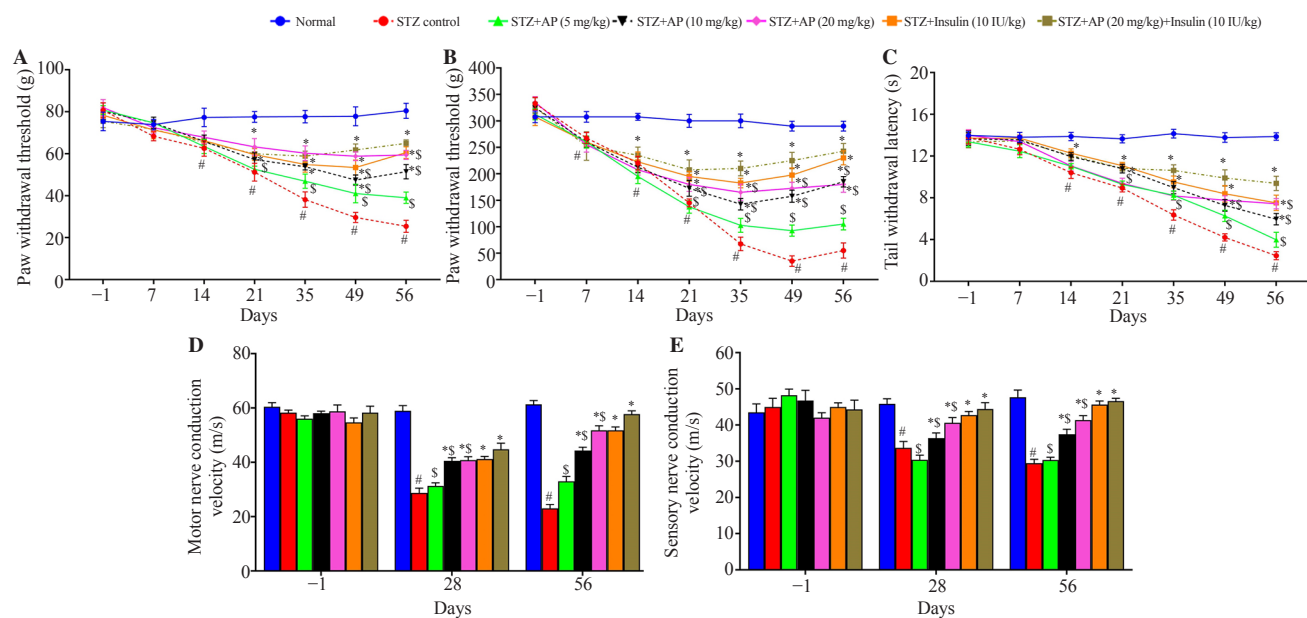 Normal STZ control STZ+AP (5 mg/kg) STZ+AP (10 mg/kg) STZ+AP (20 mg/kg) STZ+Insulin (10 IU/kg) STZ+AP (20 mg/kg)+Insulin (10 IU/kg)
A
Paw withdrawal threshold (g)
100
80
60
40
20
0
−1 7 14 21 35 49 56
Days
B
Paw withdrawal threshold (g)
400
350
300
250
200
150
100
50
0
−1 7 14 21 35 49 56
Days
C
Tail withdrawal latency (s)
20
16
12
8
4
0
−1 7 14 21 35 49 56
Days
D
Motor nerve conduction
velocity (m/s)
80
60
40
20
0
−1 28 56
Days
# $ *$ *$ * *
# $ *$ *$ * *
E
Sensory nerve conduction
velocity (m/s)
60
50
40
30
20
10
0
−1 28 56
Days
# $ *$ *$ * *
# $ *$ *$ * *